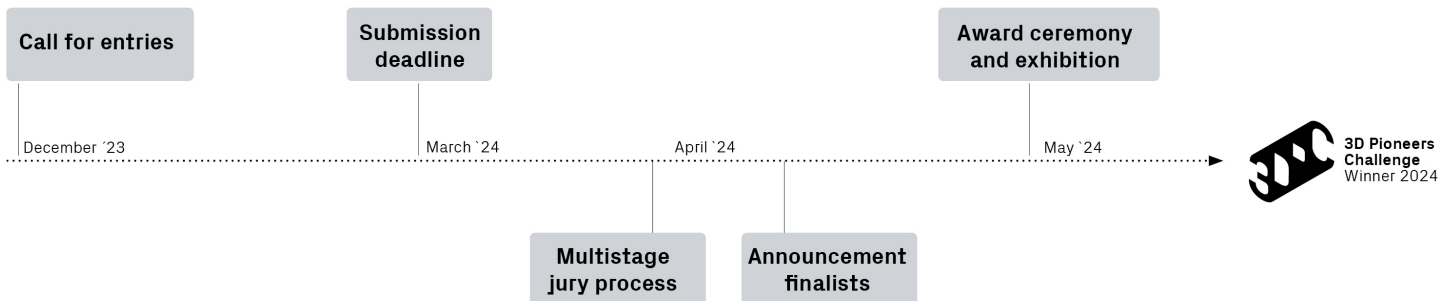 Call for entries
Submission
deadline
Award ceremony
and exhibition
December ´23
March `24
April `24
May `24
3D Pioneers
Challenge
Winner 2024
3D·C
Multistage
jury process
Announcement
finalists